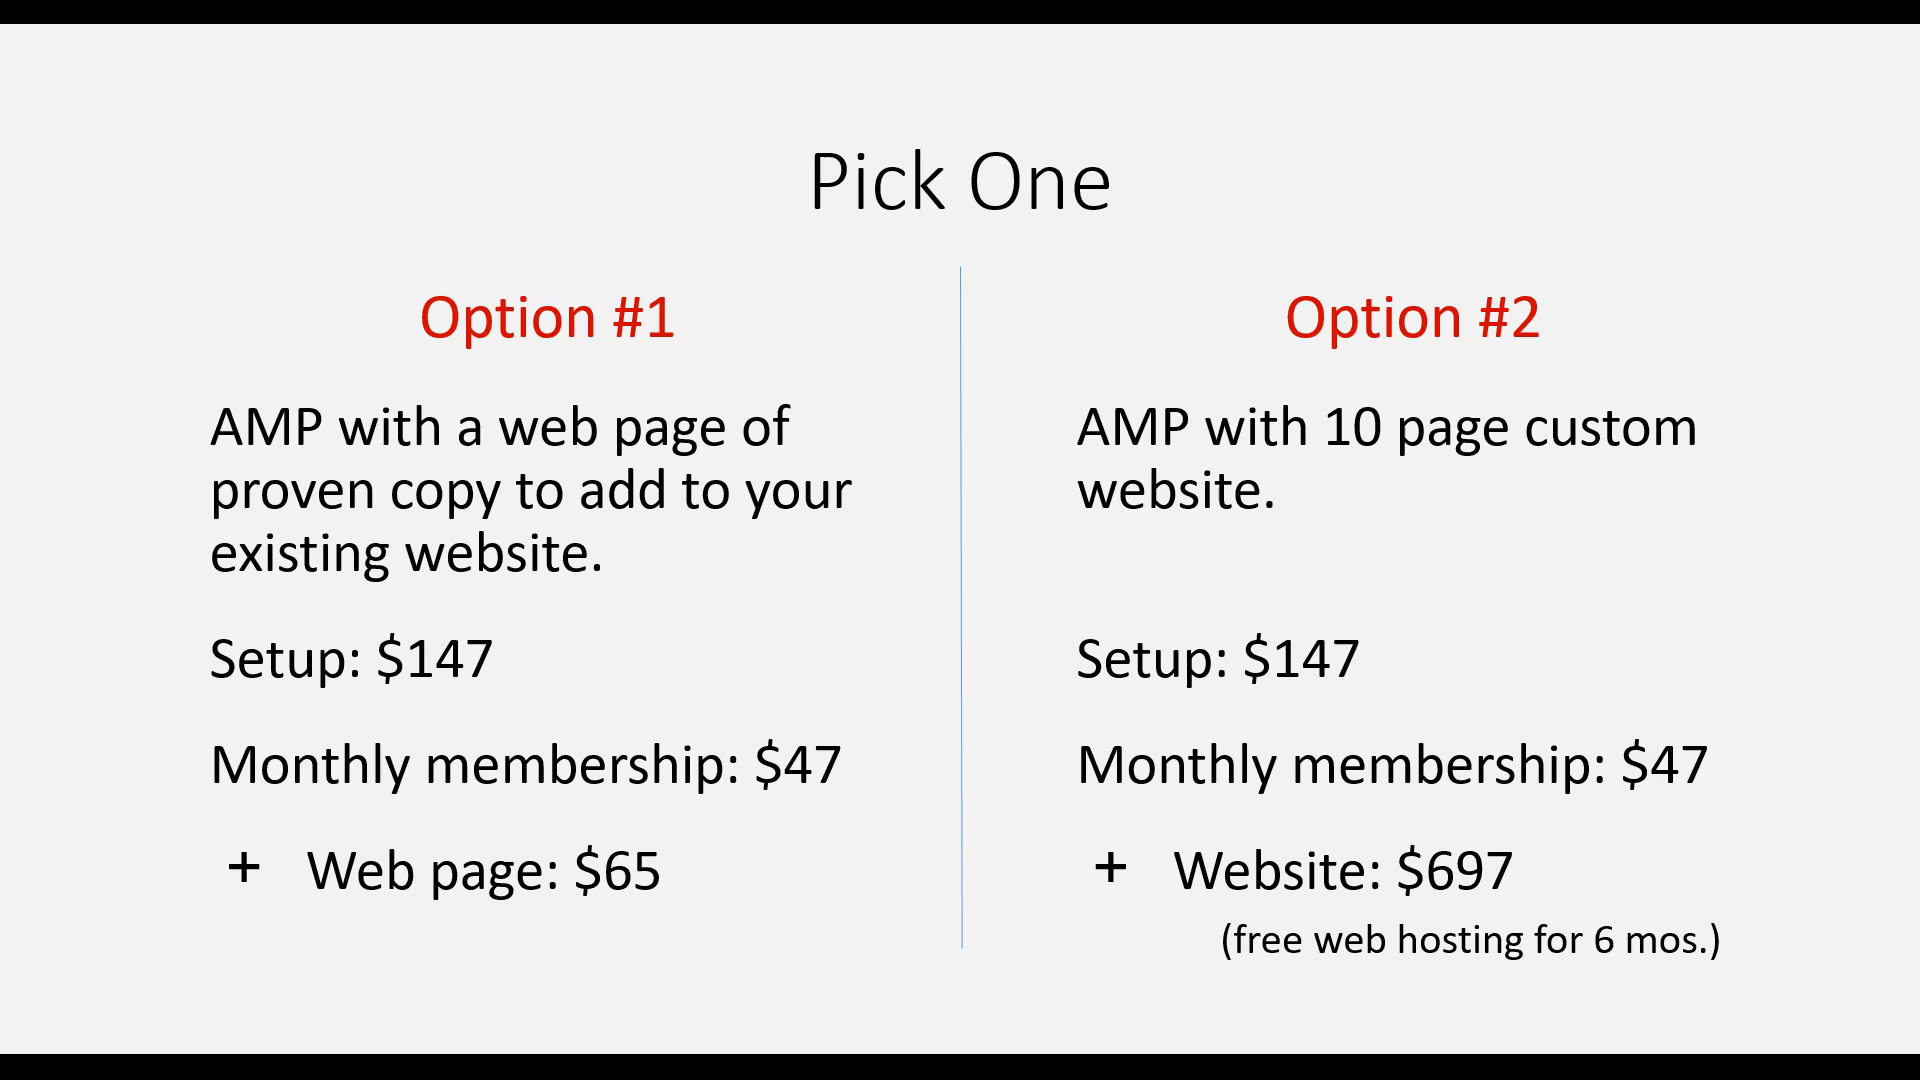 Pick One
Option #1
AMP with a web page of
proven copy to add to your
existing website.
Setup: $147
Monthly membership: $47
+ Web page: $65
Option #2
AMP with 10 page custom
website.
Setup: $147
Monthly membership: $47
+ Website: $697
(free web hosting for 6 mos.)